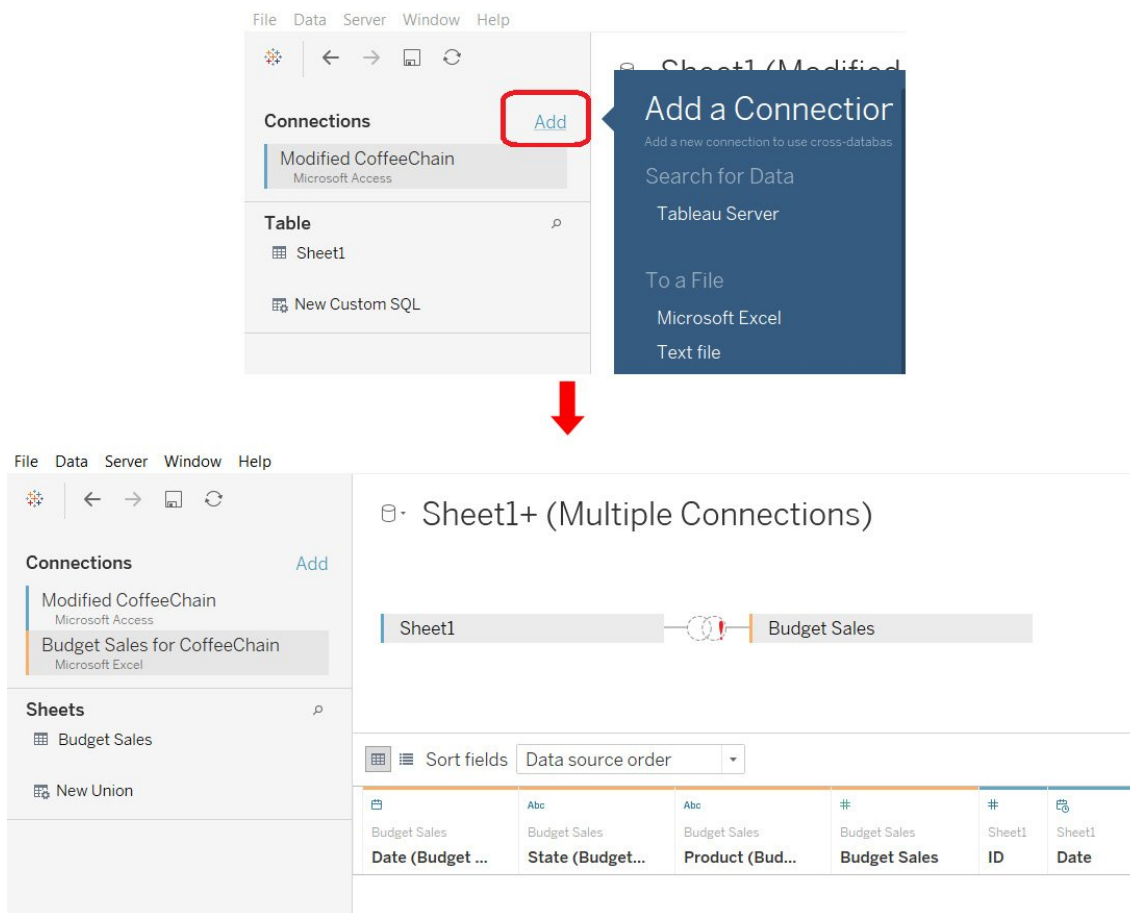 File Data Server Window Help
Sheet1 (Modified
Connections Add
Add a Connection
Add a new connection to use cross-databas
Modified CoffeeChain
Microsoft Access
Search for Data
Tableau Server
Table
Sheet1
To a File
New Custom SQL
Microsoft Excel
Text file
File Data Server Window Help
Sheet1+ (Multiple Connections)
Connections Add
Modified CoffeeChain
Microsoft Access
Budget Sales for CoffeeChain
Microsoft Excel
Sheet1
Budget Sales
Sheets
Budget Sales
New Union
Sort fields Data source order
Abc Abc # #
Budget Sales Budget Sales Budget Sales Budget Sales Sheet1 Sheet1
Date (Budget ... State (Budget... Product (Bud... Budget Sales ID Date